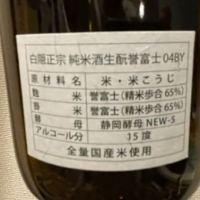 白隠正宗 純米酒生酛誉富士 04BY
原材料名 米・米こうじ
麹米 誉富士(精米歩合65%)
掛米 誉富士(精米歩合65%)
酵母 静岡酵母 NEW-5
アルコール分 15度
全量国産米使用